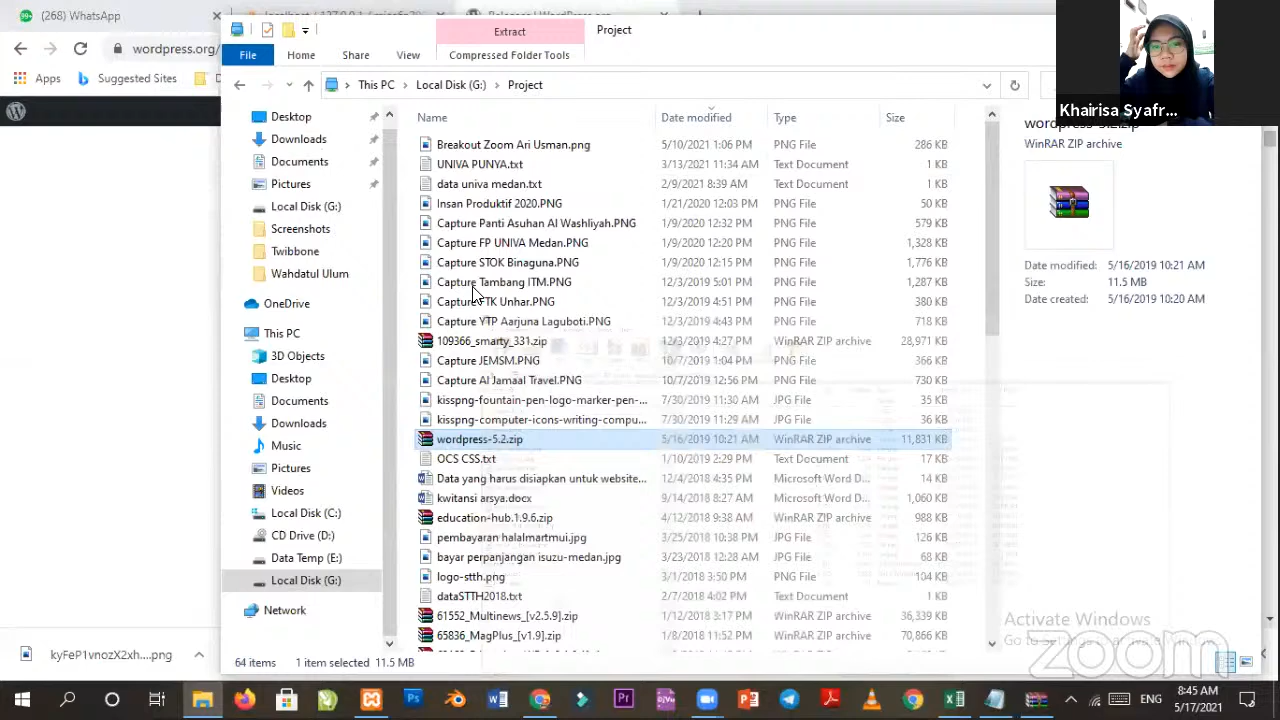 (268) WhatsApp
Extract
Project
File
Home
Share
View
Compressed Folder Tools
wordpress.org/
Apps
Suggested Sites
This PC
Local Disk (G:)
Project
Khairisa Syafr...
Name
Date modified
Type
Size
wordpress-5.2.zip
WinRAR ZIP archive
Date modified: 5/16/2019 10:21 AM
Size: 11.5 MB
Date created: 5/16/2019 10:20 AM
Desktop
Downloads
Documents
Pictures
Local Disk (G:)
Screenshots
Twibbone
Wahdatul Ulum
OneDrive
This PC
3D Objects
Desktop
Documents
Downloads
Music
Pictures
Videos
Local Disk (C:)
CD Drive (D:)
Data Temp (E:)
Local Disk (G:)
Network
Breakout Zoom Ari Usman.png 5/10/2021 1:06 PM PNG File 286 KB
UNIVA PUNYA.txt 3/13/2021 11:34 AM Text Document 1 KB
data univa medan.txt 2/9/2021 8:39 AM Text Document 1 KB
Insan Produktif 2020.PNG 1/21/2020 12:03 PM PNG File 50 KB
Capture Panti Asuhan Al Washliyah.PNG 1/9/2020 12:32 PM PNG File 579 KB
Capture FP UNIVA Medan.PNG 1/9/2020 12:20 PM PNG File 1,328 KB
Capture STOK Binaguna.PNG 1/9/2020 12:15 PM PNG File 1,776 KB
Capture Tambang ITM.PNG 12/3/2019 5:01 PM PNG File 1,287 KB
Capture TK Unhar.PNG 12/3/2019 4:51 PM PNG File 380 KB
Capture YTP Aarjuna Laguboti.PNG 12/3/2019 4:43 PM PNG File 718 KB
109366_smarty_331.zip 12/3/2019 4:27 PM WinRAR ZIP archive 28,971 KB
Capture JEMSM.PNG 10/7/2019 1:04 PM PNG File 366 KB
Capture Al Jamaal Travel.PNG 10/7/2019 12:56 PM PNG File 730 KB
kisspng-fountain-pen-logo-marker-pen-... 7/30/2019 11:30 AM JPG File 35 KB
kisspng-computer-icons-writing-compu... 7/30/2019 11:29 AM JPG File 36 KB
wordpress-5.2.zip 5/16/2019 10:21 AM WinRAR ZIP archive 11,831 KB
OCS CSS.txt 1/10/2019 2:29 PM Text Document 17 KB
Data yang harus disiapkan untuk website... 12/4/2018 4:35 PM Microsoft Word D... 14 KB
kwitansi arsya.docx 9/14/2018 8:27 AM Microsoft Word D... 1,060 KB
education-hub.1.9.6.zip 4/12/2018 9:38 AM WinRAR ZIP archive 988 KB
pembayaran halalmartmui.jpg 3/25/2018 10:38 PM JPG File 126 KB
bayar perpanjangan isuzu-medan.jpg 3/23/2018 12:28 AM JPG File 68 KB
logo-stth.png 3/1/2018 3:50 PM PNG File 104 KB
dataSTTH2018.txt 2/7/2018 4:02 PM Text Document 1 KB
61552_Multinews_[v2.5.9].zip 1/12/2018 3:17 PM WinRAR ZIP archive 36,339 KB
65836_MagPlus_[v1.9].zip 1/8/2018 11:52 PM WinRAR ZIP archive 70,866 KB
Activate Windows
zoom
64 items 1 item selected 11.5 MB
kyFeP1vnozX2xh....png
ENG
8:45 AM
5/17/2021